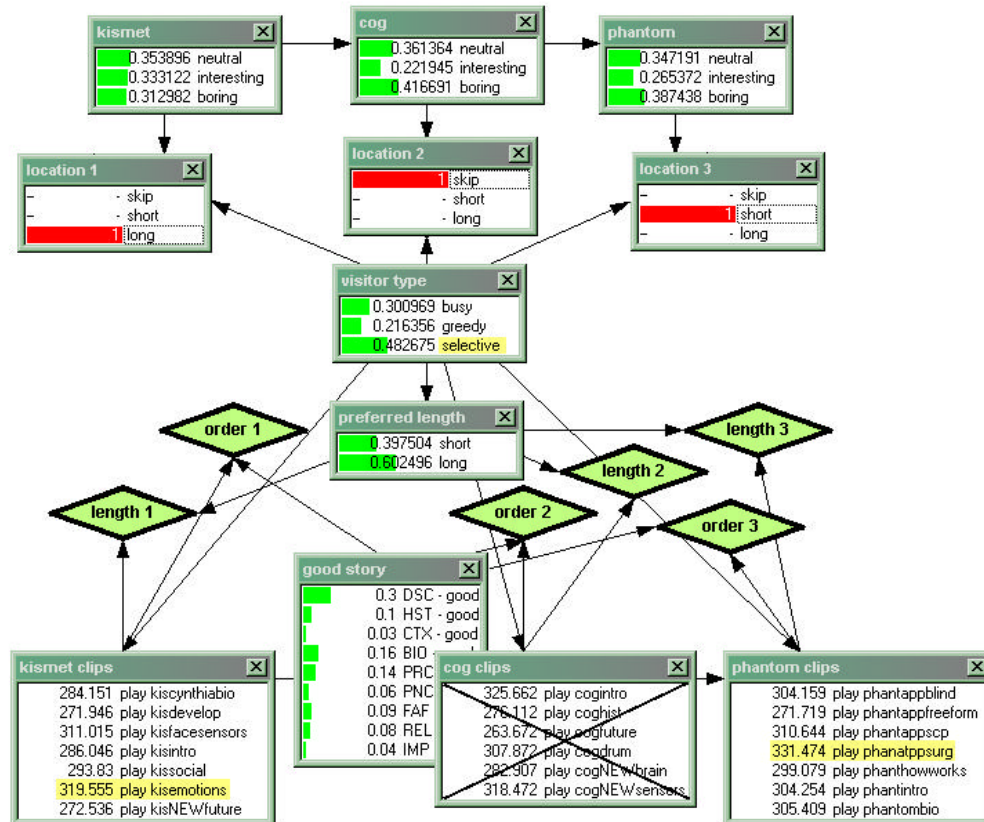 kismet
0.353896 neutral
0.333122 interesting
0.312982 boring
cog
0.361364 neutral
0.221945 interesting
0.416691 boring
phantom
0.347191 neutral
0.265372 interesting
0.387438 boring
location 1
- - skip
- - short
1 long
location 2
1 skip
- - short
- - long
location 3
- - skip
1 short
- - long
visitor type
0.300969 busy
0.216356 greedy
0.482675 selective
preferred length
0.397504 short
0.602496 long
order 1
length 3
length 2
length 1
order 2
order 3
good story
0.3 DSC - good
0.1 HST - good
0.03 CTX - good
0.16 BIO -
0.14 PRC
0.06 PNC
0.09 FAF
0.08 REL
0.04 IMP
kismet clips
284.151 play kiscynthiabio
271.946 play kisdevelop
311.015 play kisfacesensors
286.046 play kisintro
293.83 play kissocial
319.555 play kisemotions
272.536 play kisNEWfuture
cog clips
325.662 play cogintro
276.112 play coghist
263.672 play cogfuture
307.872 play cogdrum
282.907 play cogNEWbrain
318.472 play cogNEWsensors
phantom clips
304.159 play phantappblind
271.719 play phantappfreeform
310.644 play phantappscp
331.474 play phanatppsurg
299.079 play phanthowworks
304.254 play phantintro
305.409 play phantombio